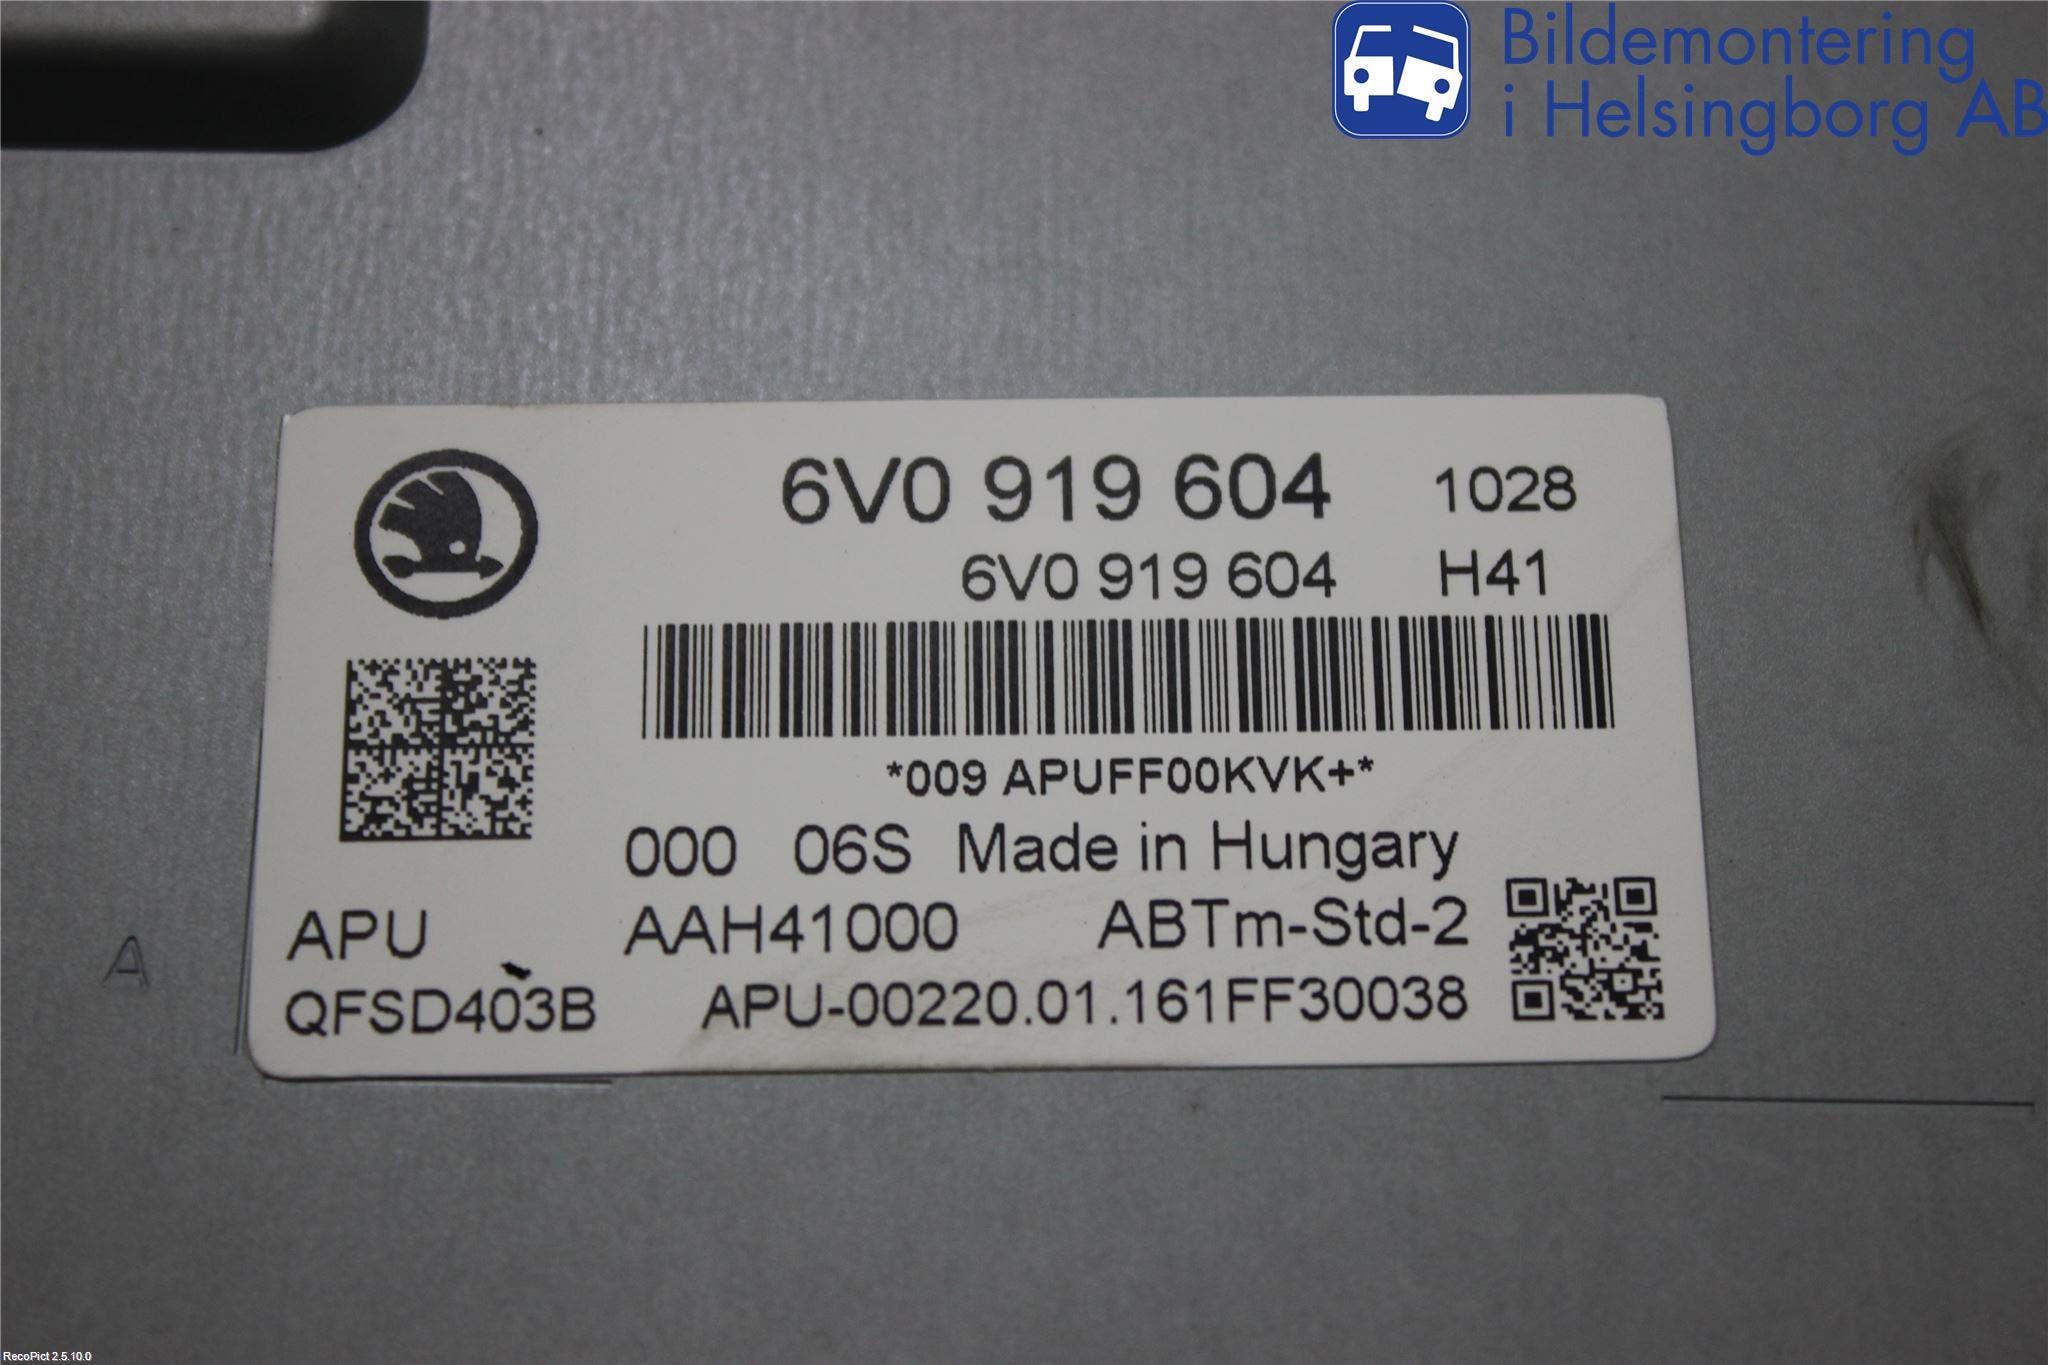 Bildemontering
i Helsingborg AB
6V0 919 604 1028
6V0 919 604 H41
*009 APUFF00KVK+*
000 06S Made in Hungary
APU AAH41000 ABTm-Std-2
QFSD403B APU-00220.01.161FF30038
A
RecoPict 2.5.10.0